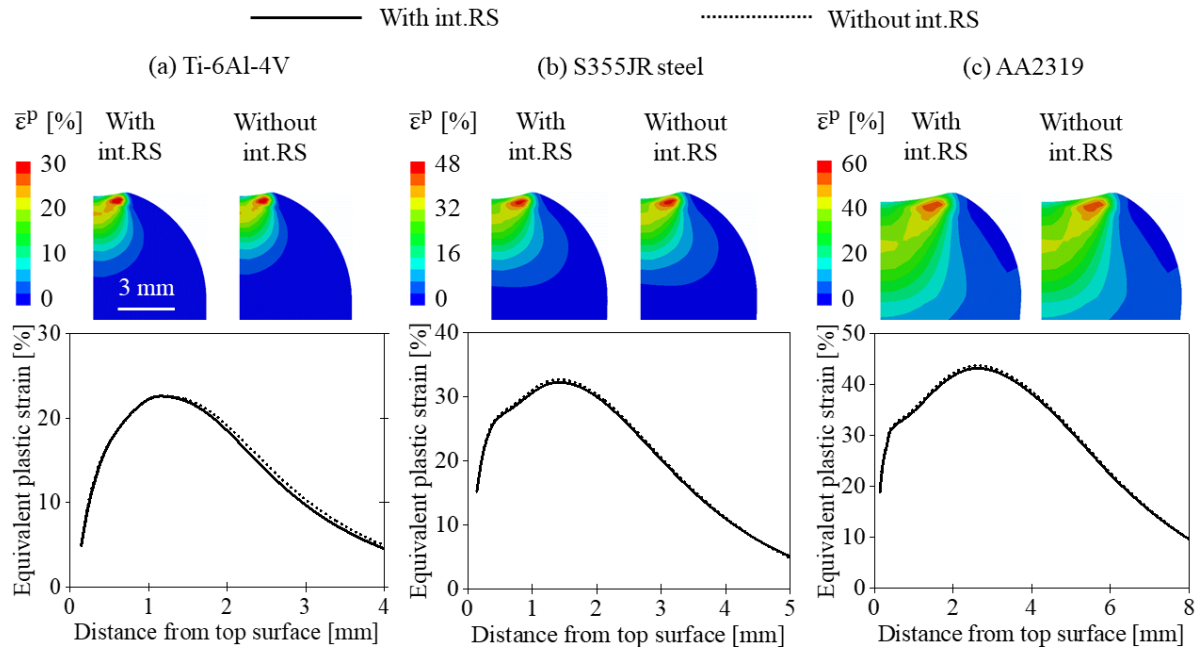 With int.RS
Without int.RS
(a) Ti-6Al-4V
(b) S355JR steel
(c) AA2319
ε̅ᵖ [%]
With
int.RS
Without
int.RS
30
20
10
0
3 mm
ε̅ᵖ [%]
With
int.RS
Without
int.RS
48
32
16
0
ε̅ᵖ [%]
With
int.RS
Without
int.RS
60
40
20
0
Equivalent plastic strain [%]
30
20
10
0
0 1 2 3 4
Distance from top surface [mm]
Equivalent plastic strain [%]
40
30
20
10
0
0 1 2 3 4 5
Distance from top surface [mm]
Equivalent plastic strain [%]
50
40
30
20
10
0
0 2 4 6 8
Distance from top surface [mm]